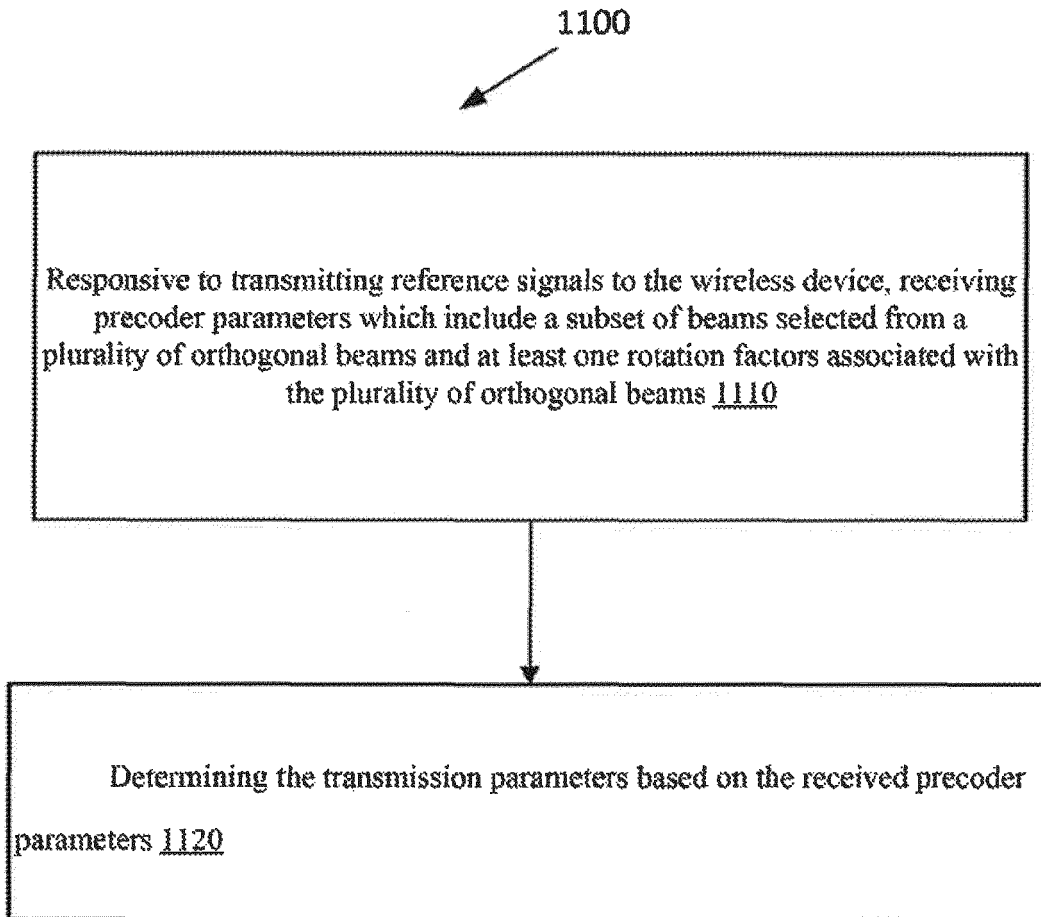 1100
Responsive to transmitting reference signals to the wireless device, receiving
precoder parameters which include a subset of beams selected from a
plurality of orthogonal beams and at least one rotation factors associated with
the plurality of orthogonal beams 1110
Determining the transmission parameters based on the received precoder
parameters 1120